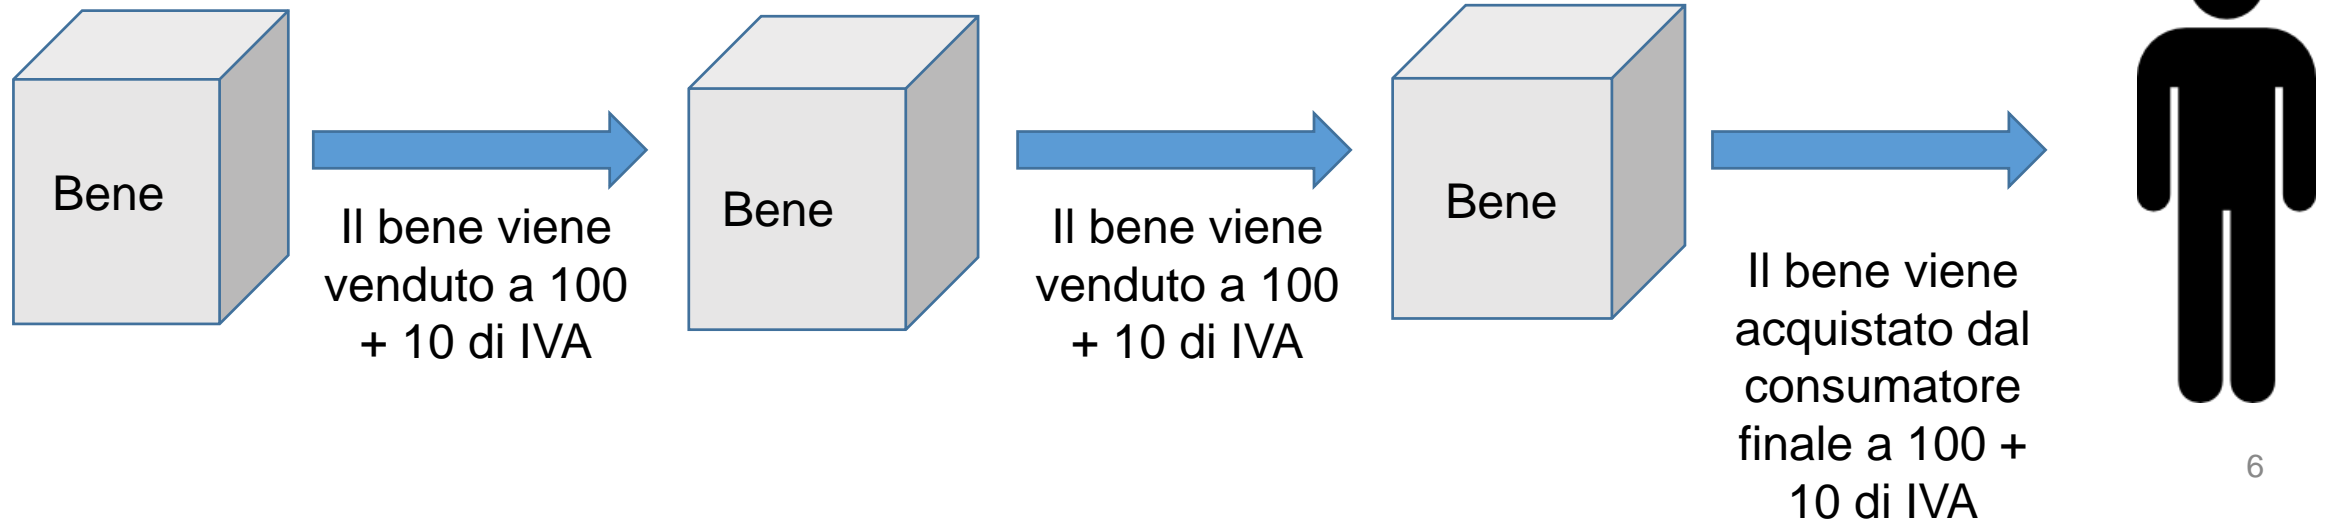 Bene
Il bene viene
venduto a 100
+ 10 di IVA
Bene
Il bene viene
venduto a 100
+ 10 di IVA
Bene
Il bene viene
acquistato dal
consumatore
finale a 100 +
10 di IVA
6